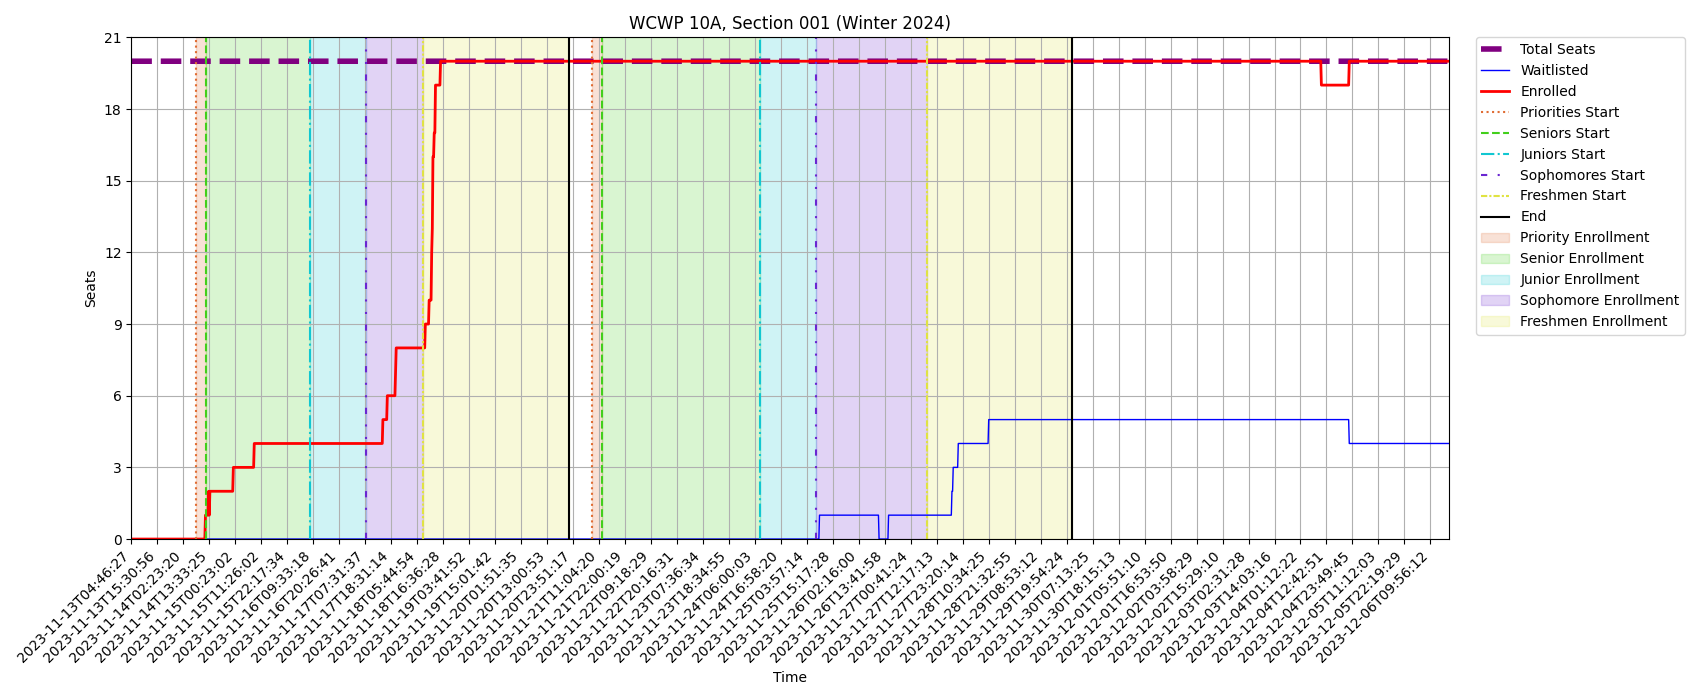 WCWP 10A, Section 001 (Winter 2024)
Seats
21
18
15
12
9
6
3
0
2023-11-13T04:46:27
2023-11-13T15:30:56
2023-11-14T02:23:20
2023-11-14T13:33:25
2023-11-15T00:23:02
2023-11-15T11:26:02
2023-11-15T22:17:34
2023-11-16T09:33:18
2023-11-16T20:26:41
2023-11-17T07:31:37
2023-11-17T18:31:14
2023-11-18T05:44:54
2023-11-18T16:36:28
2023-11-19T03:41:52
2023-11-19T15:01:42
2023-11-20T01:51:35
2023-11-20T13:00:53
2023-11-20T23:51:17
2023-11-21T11:04:20
2023-11-21T22:00:19
2023-11-22T09:18:29
2023-11-22T20:16:31
2023-11-23T07:36:34
2023-11-23T18:34:55
2023-11-24T06:00:03
2023-11-24T16:58:20
2023-11-25T03:57:14
2023-11-25T15:17:28
2023-11-26T02:16:00
2023-11-26T13:41:58
2023-11-27T00:41:24
2023-11-27T12:17:13
2023-11-27T23:20:14
2023-11-28T10:34:25
2023-11-28T21:32:55
2023-11-29T08:53:12
2023-11-29T19:54:24
2023-11-30T07:13:25
2023-11-30T18:15:13
2023-12-01T05:51:10
2023-12-01T16:53:50
2023-12-02T03:58:29
2023-12-02T15:29:10
2023-12-03T02:31:28
2023-12-03T14:03:16
2023-12-04T01:12:22
2023-12-04T12:42:51
2023-12-04T23:49:45
2023-12-05T11:12:03
2023-12-05T22:19:29
2023-12-06T09:56:12
Time
Total Seats
Waitlisted
Enrolled
Priorities Start
Seniors Start
Juniors Start
Sophomores Start
Freshmen Start
End
Priority Enrollment
Senior Enrollment
Junior Enrollment
Sophomore Enrollment
Freshmen Enrollment